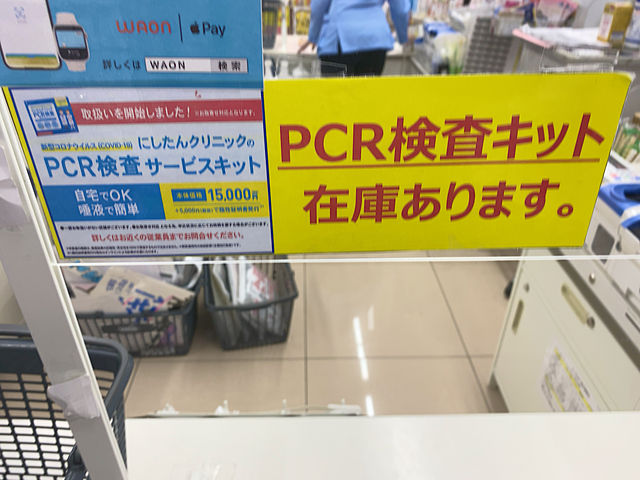 WAON | Pay
詳しくは WAON 検索
取扱いを開始しました！
新型コロナウイルス(COVID-19) にしたんクリニックの
PCR検査サービスキット
自宅でOK
唾液で簡単
本体価格 15,000円
詳しくはお近くの従業員までお問合せください。
PCR検査キット
在庫あります。